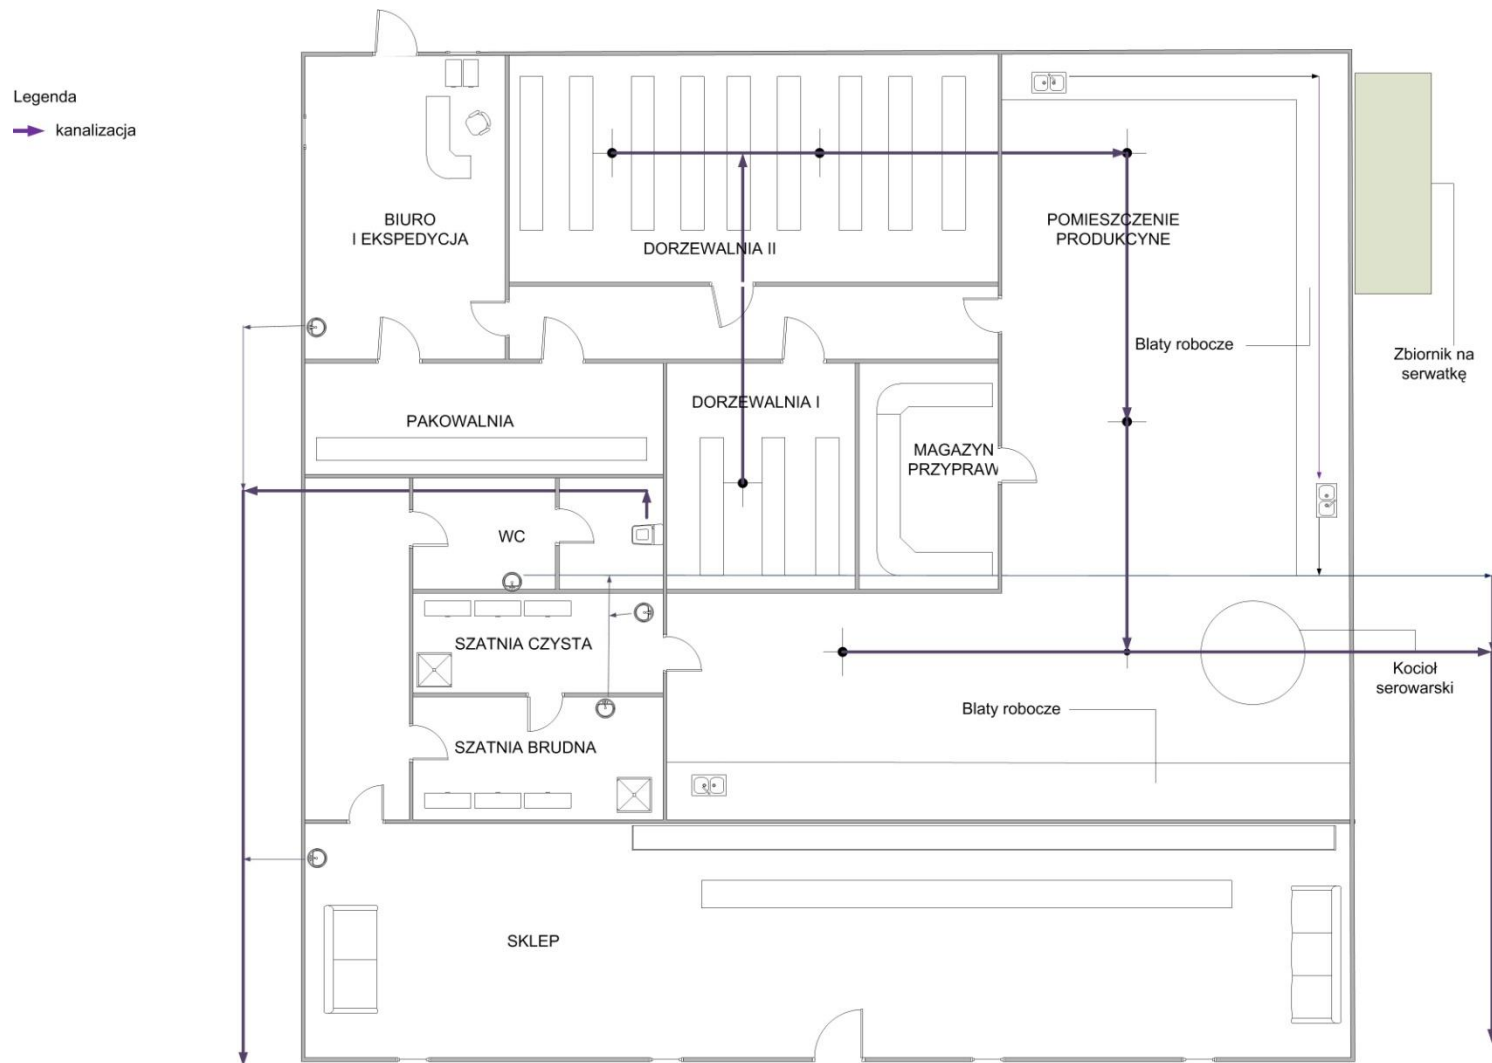 Legenda
kanalizacja
BIURO
I EKSPEDYCJA
DORZEWALNIA II
POMIESZCZENIE
PRODUKCYNE
Blaty robocze
Zbiornik na
serwatkę
PAKOWALNIA
DORZEWALNIA I
MAGAZYN
PRZYPRAW
WC
SZATNIA CZYSTA
Kocioł
serowarski
Blaty robocze
SZATNIA BRUDNA
SKLEP